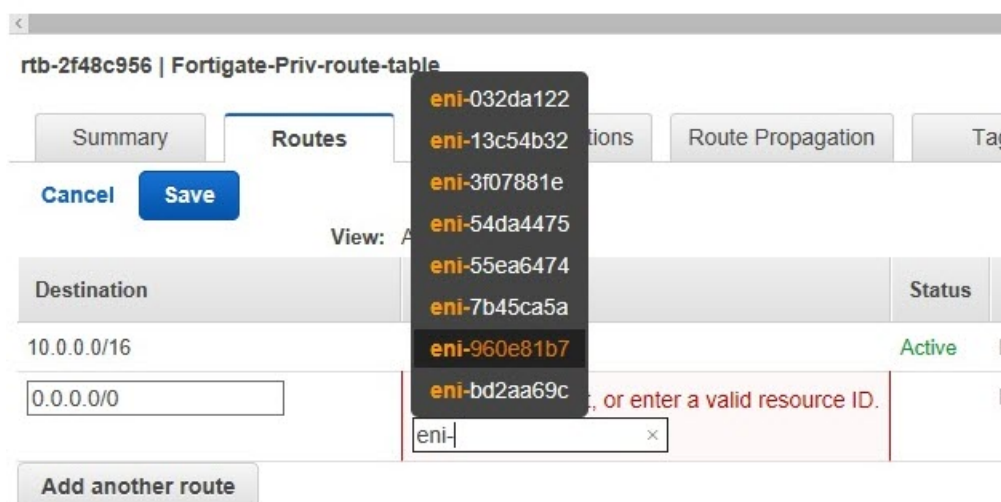 rtb-2f48c956 | Fortigate-Priv-route-table
Summary
Routes
tions
Route Propagation
Tag
Cancel
Save
View: A
Destination
Status
10.0.0.0/16
Active
0.0.0.0/0
eni-032da122
eni-13c54b32
eni-3f07881e
eni-54da4475
eni-55ea6474
eni-7b45ca5a
eni-960e81b7
eni-bd2aa69c
, or enter a valid resource ID.
eni-
×
Add another route